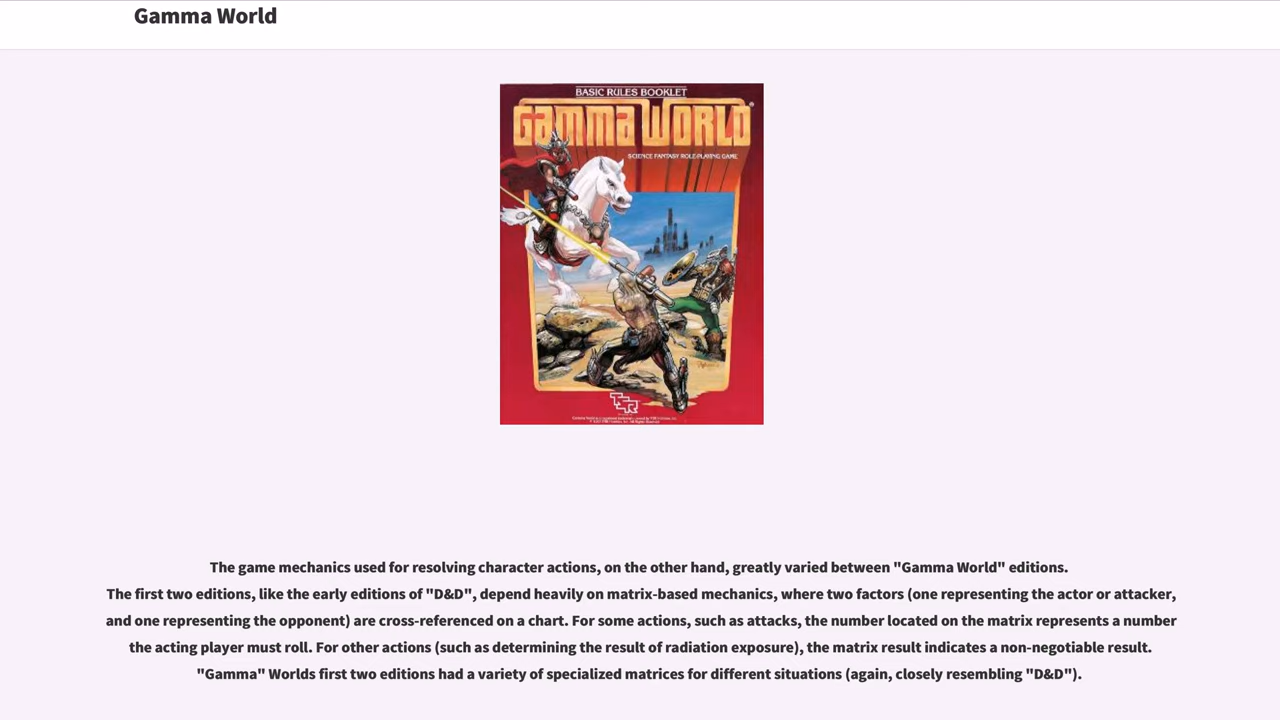 Gamma World
BASIC RULES BOOKLET
GAMMA WORLD®
SCIENCE FANTASY ROLE-PLAYING GAME
TSR
The game mechanics used for resolving character actions, on the other hand, greatly varied between "Gamma World" editions.
The first two editions, like the early editions of "D&D", depend heavily on matrix-based mechanics, where two factors (one representing the actor or attacker,
and one representing the opponent) are cross-referenced on a chart. For some actions, such as attacks, the number located on the matrix represents a number
the acting player must roll. For other actions (such as determining the result of radiation exposure), the matrix result indicates a non-negotiable result.
"Gamma" Worlds first two editions had a variety of specialized matrices for different situations (again, closely resembling "D&D").